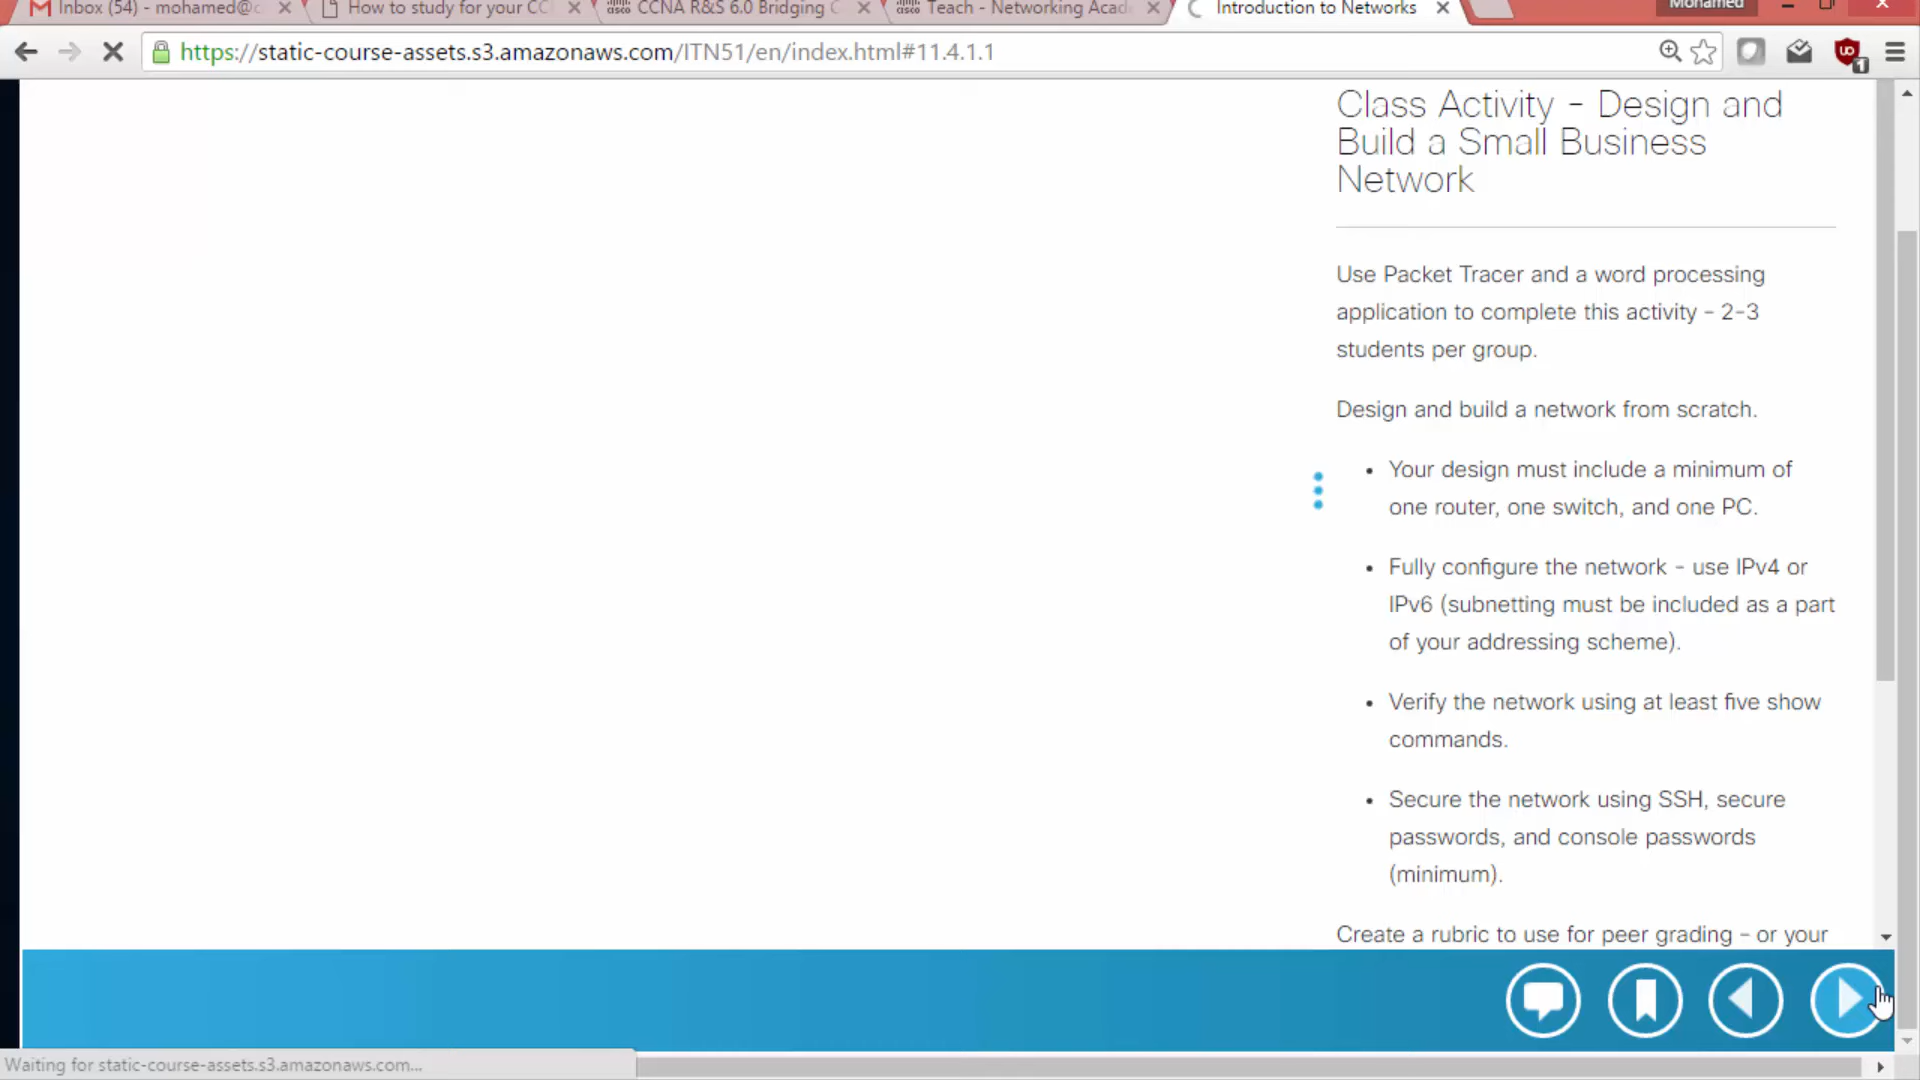 Inbox (54) - mohamed@c
How to study for your CC
CCNA R&S 6.0 Bridging C
Teach - Networking Acad
Introduction to Networks
Mohamed
https://static-course-assets.s3.amazonaws.com/ITN51/en/index.html#11.4.1.1
UO
1
Class Activity - Design and
Build a Small Business
Network
Use Packet Tracer and a word processing
application to complete this activity - 2-3
students per group.
Design and build a network from scratch.
• Your design must include a minimum of
one router, one switch, and one PC.
• Fully configure the network - use IPv4 or
IPv6 (subnetting must be included as a part
of your addressing scheme).
• Verify the network using at least five show
commands.
• Secure the network using SSH, secure
passwords, and console passwords
(minimum).
Create a rubric to use for peer grading - or your
Waiting for static-course-assets.s3.amazonaws.com...